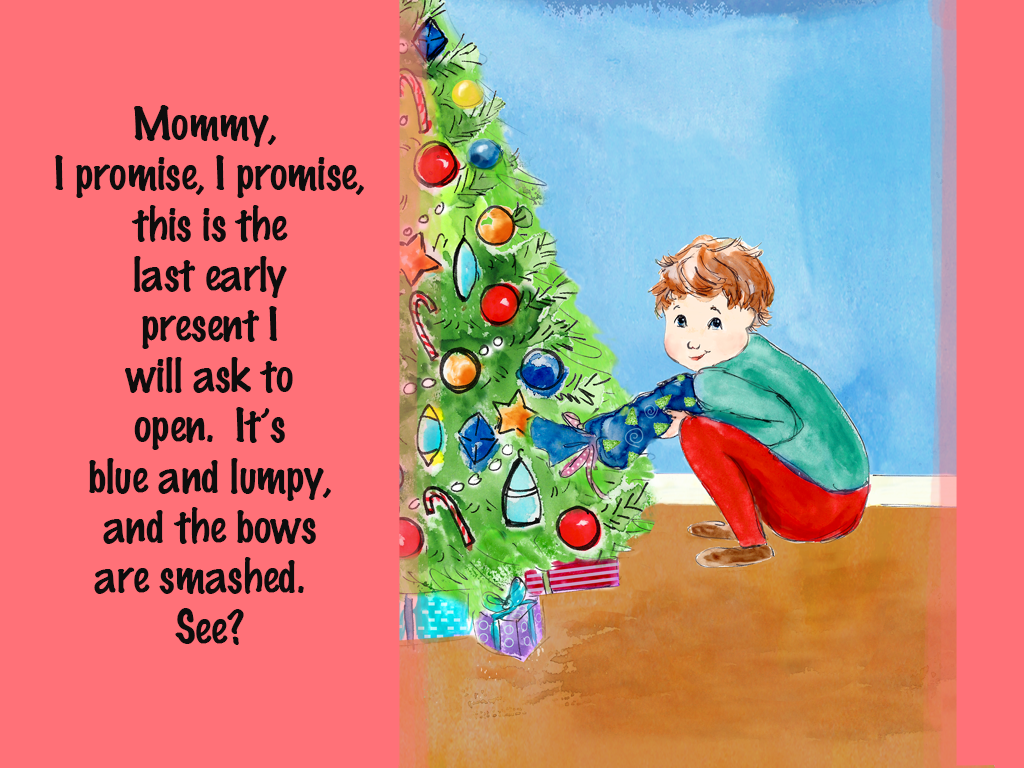 Mommy,
I promise, I promise,
this is the
last early
present I
will ask to
open.  It's
blue and lumpy,
and the bows
are smashed.
See?